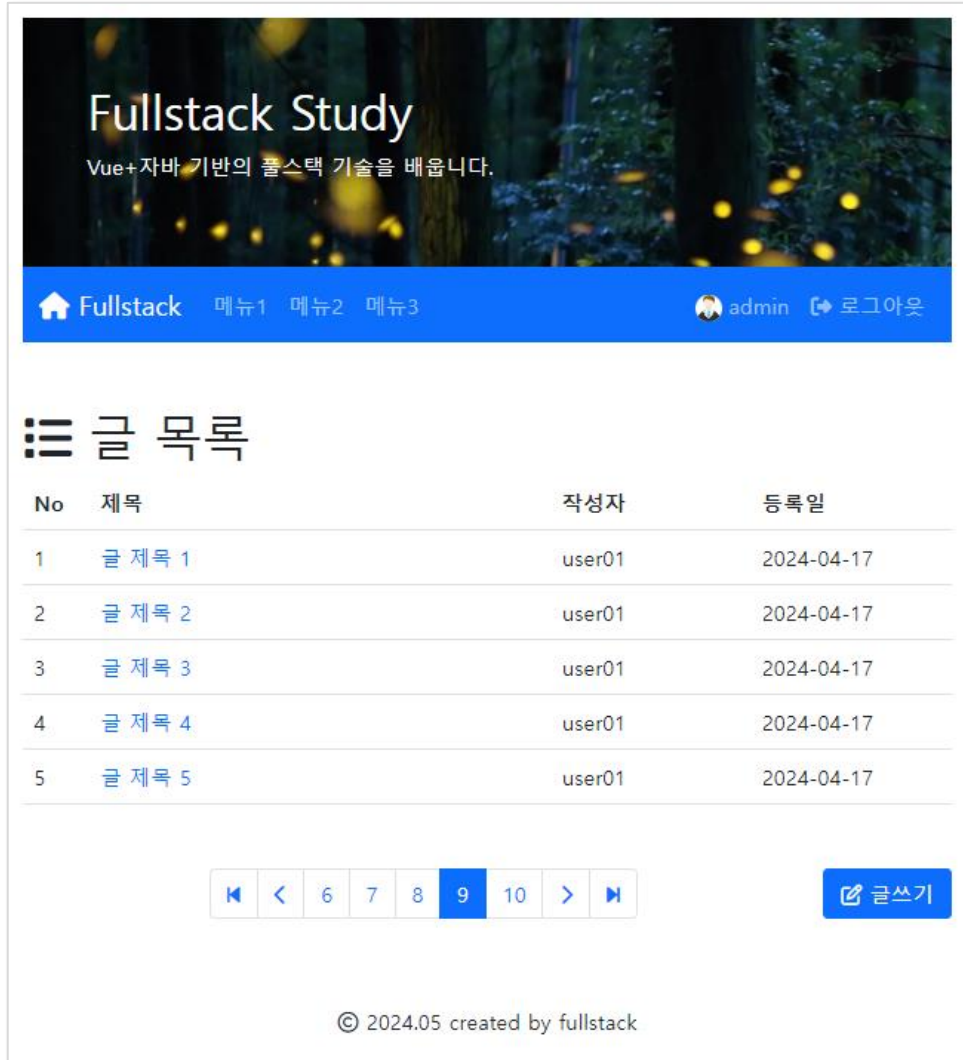 Fullstack Study
Vue+자바 기반의 풀스택 기술을 배웁니다.
Fullstack 메뉴1 메뉴2 메뉴3 admin 로그아웃
글 목록
No 제목 작성자 등록일
1 글 제목 1 user01 2024-04-17
2 글 제목 2 user01 2024-04-17
3 글 제목 3 user01 2024-04-17
4 글 제목 4 user01 2024-04-17
5 글 제목 5 user01 2024-04-17
6 7 8 9 10 글쓰기
© 2024.05 created by fullstack